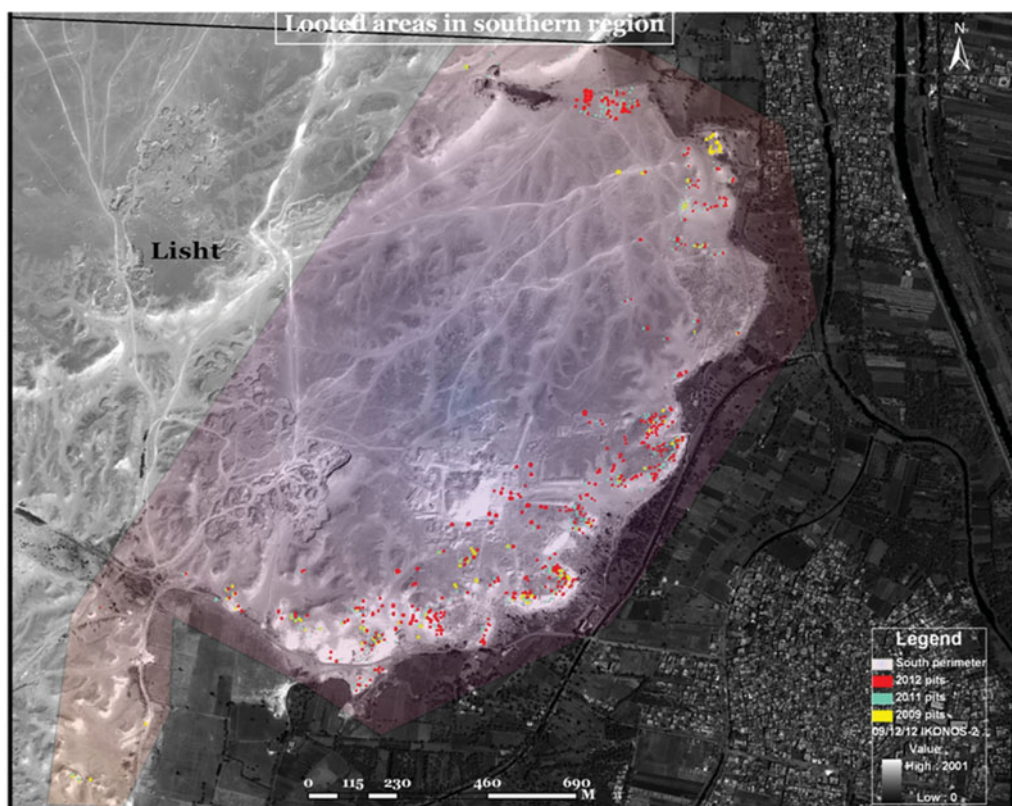 Looted areas in southern region
N
Lisht
Legend
South perimeter
2012 pits
2011 pits
2009 pits
09/12/12 IKONOS-2...
Value
High : 2001
Low : 0
0 115 230 460 690
M